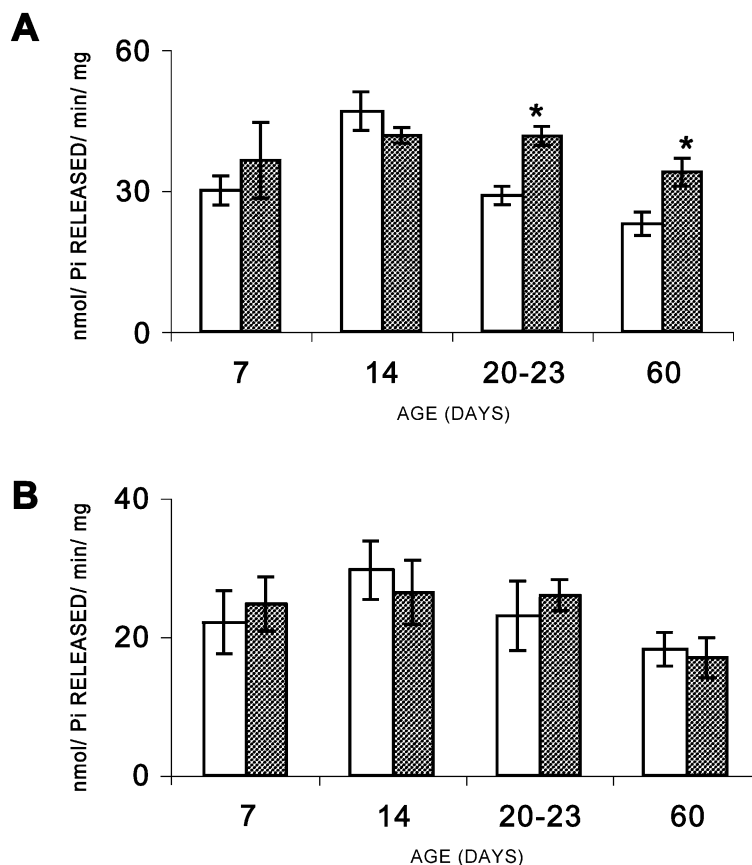 A
nmol/ Pi RELEASED/ min/ mg
60
30
0
*
*
7 14 20-23 60
AGE (DAYS)
B
nmol/ Pi RELEASED/ min/ mg
40
20
0
7 14 20-23 60
AGE (DAYS)